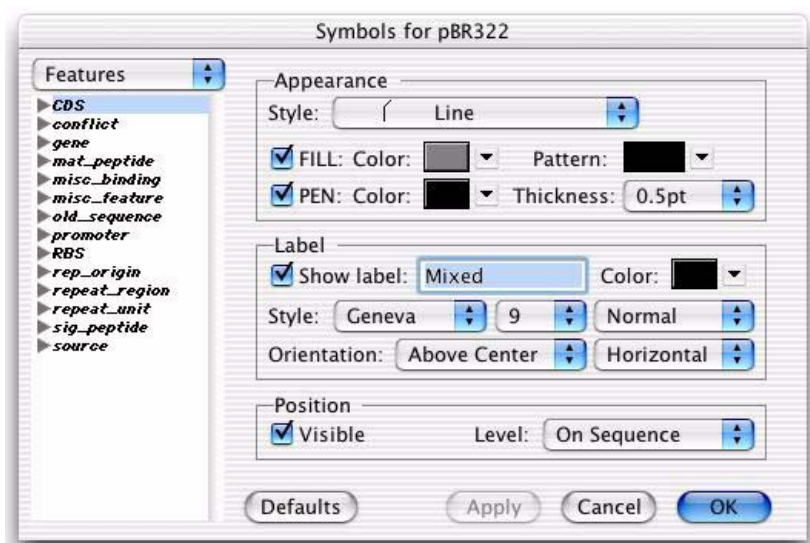 Symbols for pBR322
Features
CDS
conflict
gene
mat_peptide
misc_binding
misc_feature
old_sequence
promoter
RBS
rep_origin
repeat_region
repeat_unit
sig_peptide
source
Appearance
Style: Line
FILL: Color: Pattern:
PEN: Color: Thickness: 0.5pt
Label
Show label: Mixed Color:
Style: Geneva 9 Normal
Orientation: Above Center Horizontal
Position
Visible Level: On Sequence
Defaults Apply Cancel OK